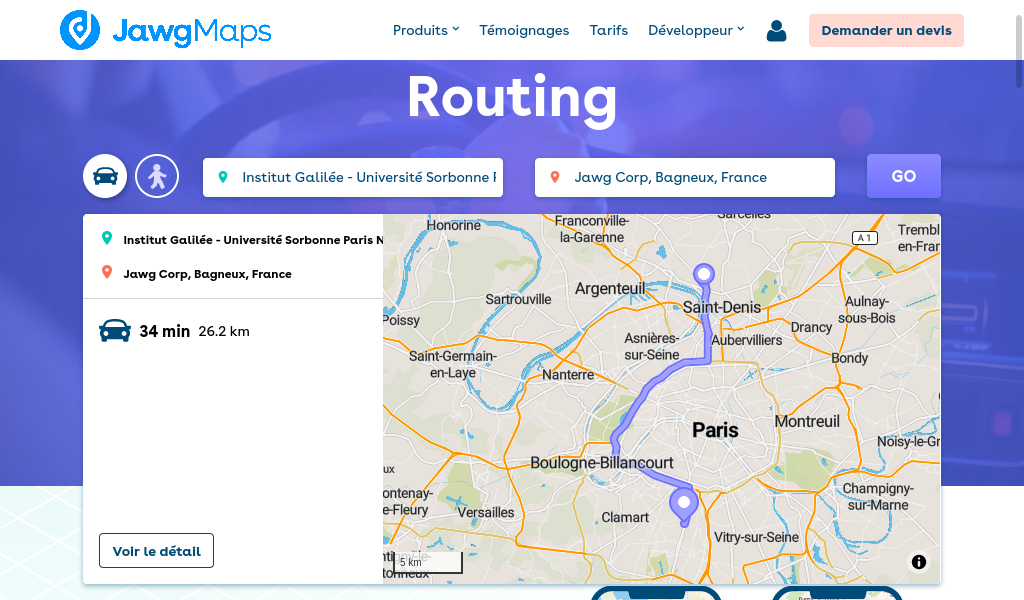 JawgMaps
Produits
Témoignages
Tarifs
Développeur
Demander un devis
Routing
Institut Galilée - Université Sorbonne
Jawg Corp, Bagneux, France
GO
Institut Galilée - Université Sorbonne Paris N
Jawg Corp, Bagneux, France
34 min 26.2 km
Voir le détail
Honorine
Franconville-
la-Garenne
Sarcelles
A 1
Trembl
en-Fran
Argenteuil
Sartrouville
Saint-Denis
Aulnay-
sous-Bois
Poissy
Drancy
Asnières-
sur-Seine
Aubervilliers
Saint-Germain-
en-Laye
Bondy
Nanterre
Montreuil
Paris
Noisy-le-Gr
Boulogne-Billancourt
ux
ontenay-
e-Fleury
Champigny-
sur-Marne
Versailles
Clamart
Vitry-sur-Seine
5 km